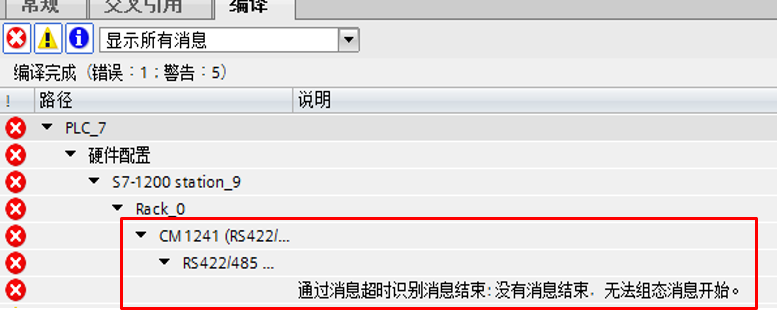 常规 交叉引用 编译
显示所有消息
编译完成（错误：1；警告：5）
! 路径 说明
PLC_7
硬件配置
S7-1200 station_9
Rack_0
CM 1241 (RS422/...
RS422/485 ...
通过消息超时识别消息结束:没有消息结束，无法组态消息开始。